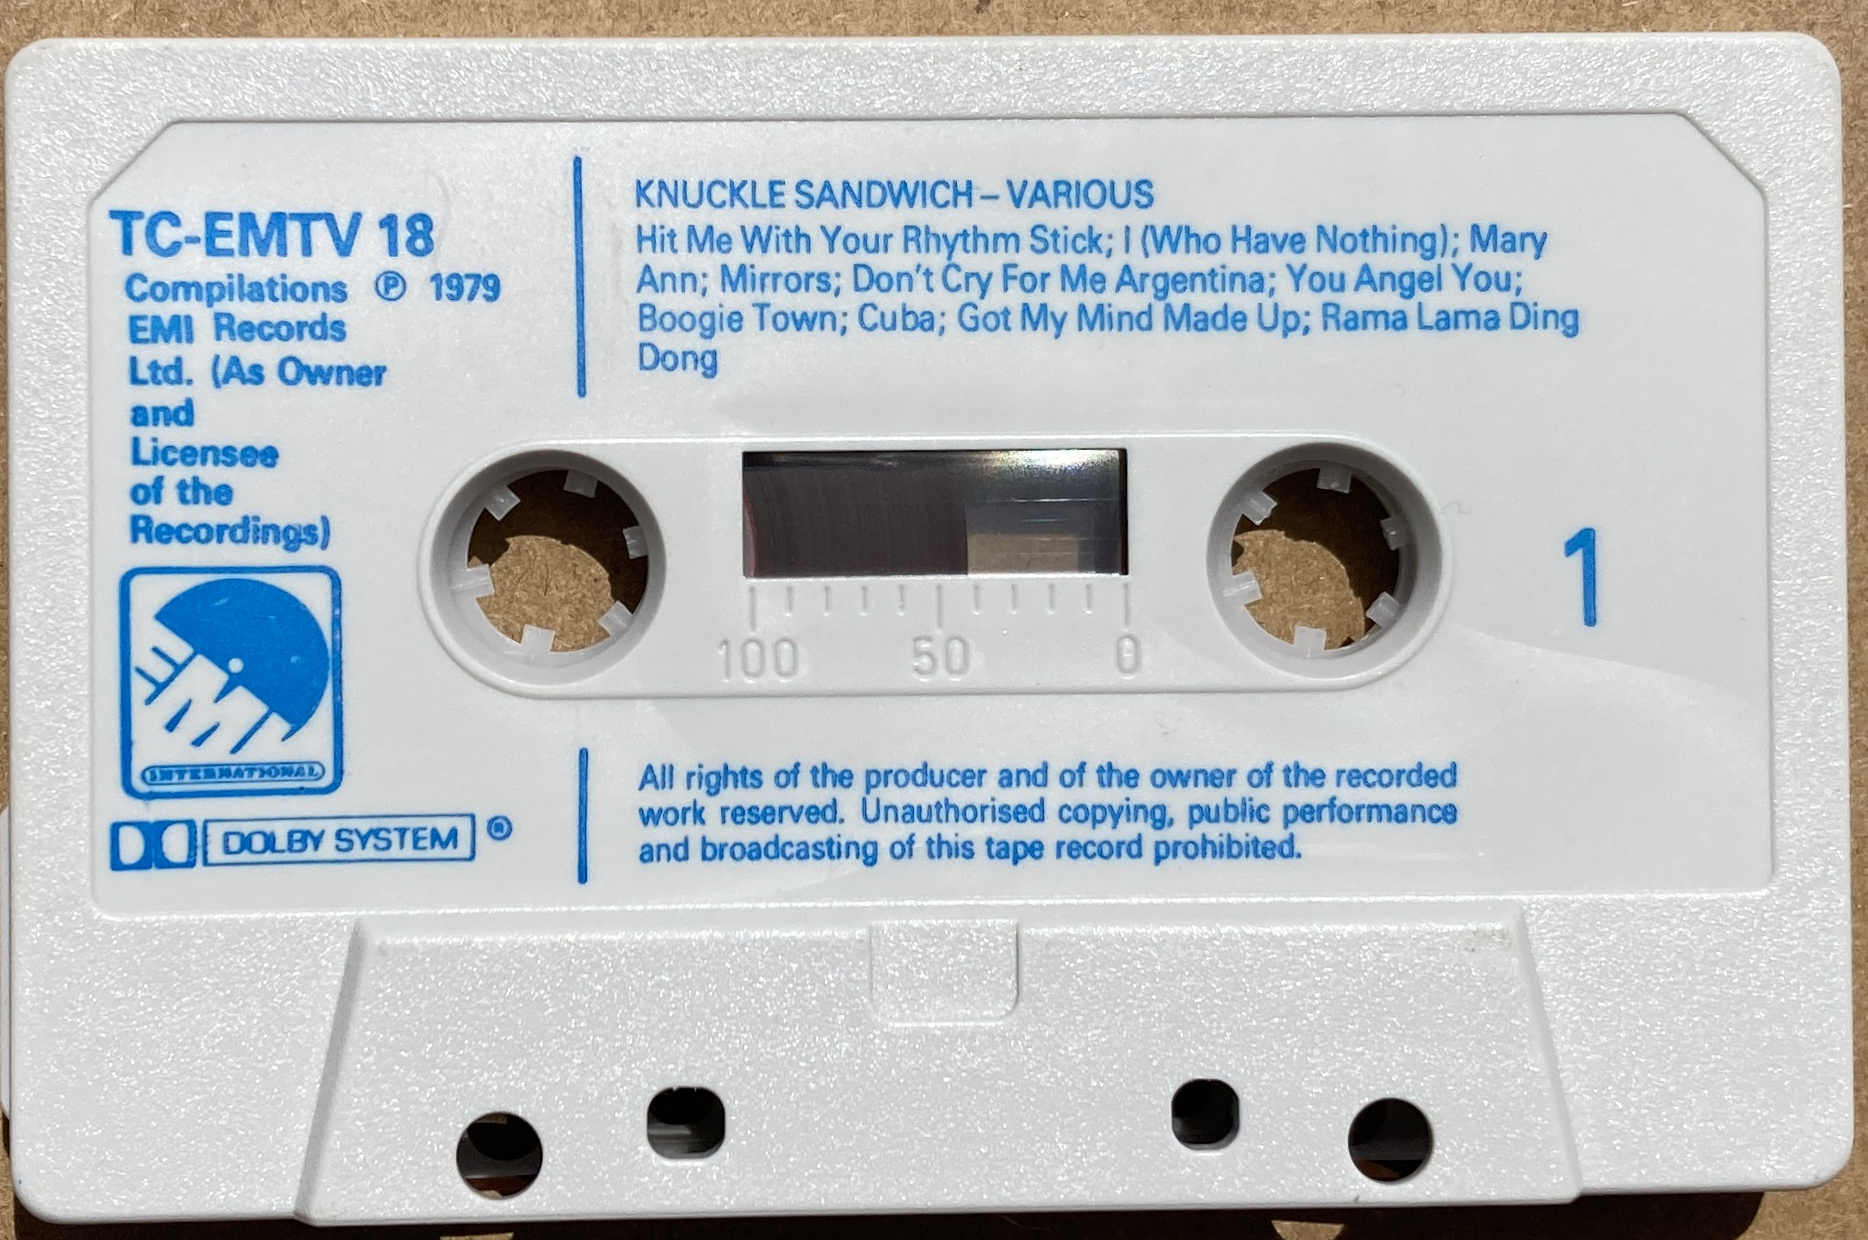 TC-EMTV 18
Compilations ℗ 1979
EMI Records
Ltd. (As Owner
and
Licensee
of the
Recordings)
EMI
INTERNATIONAL
DOLBY SYSTEM ®
KNUCKLE SANDWICH – VARIOUS
Hit Me With Your Rhythm Stick; I (Who Have Nothing); Mary
Ann; Mirrors; Don't Cry For Me Argentina; You Angel You;
Boogie Town; Cuba; Got My Mind Made Up; Rama Lama Ding
Dong
100 50 0
1
All rights of the producer and of the owner of the recorded
work reserved. Unauthorised copying, public performance
and broadcasting of this tape record prohibited.